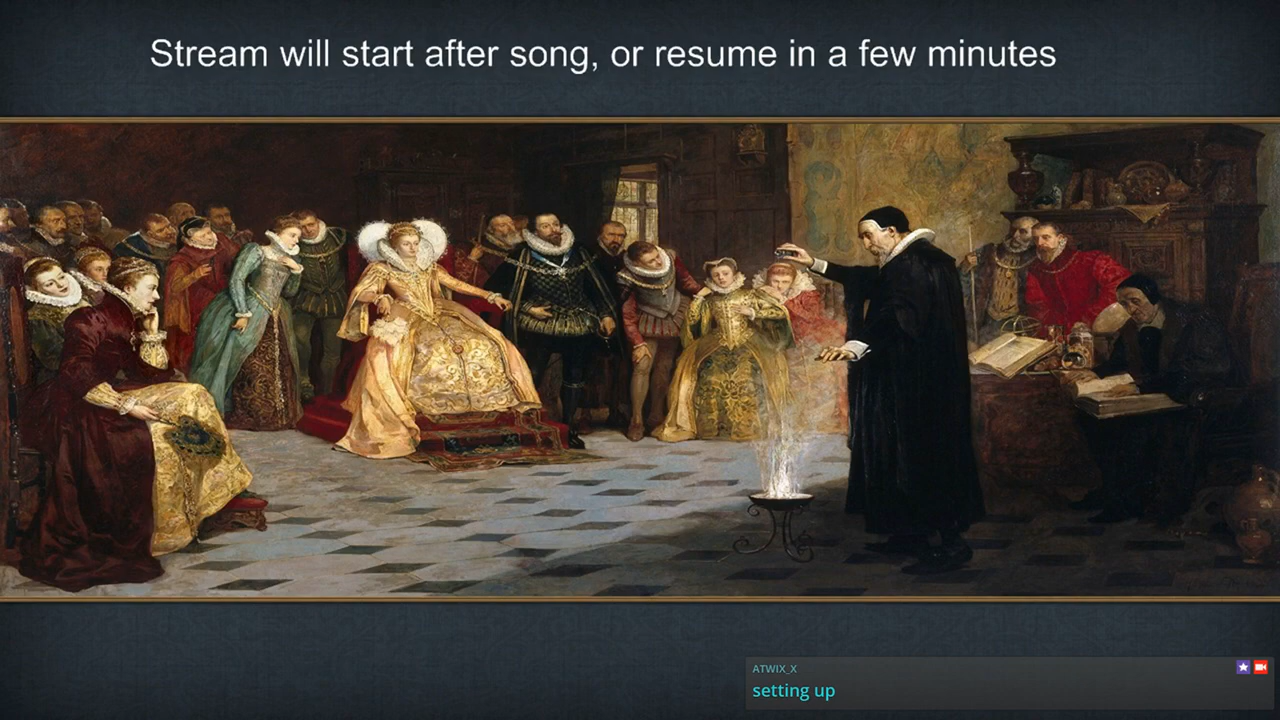 Stream will start after song, or resume in a few minutes
ATWIX_X
setting up